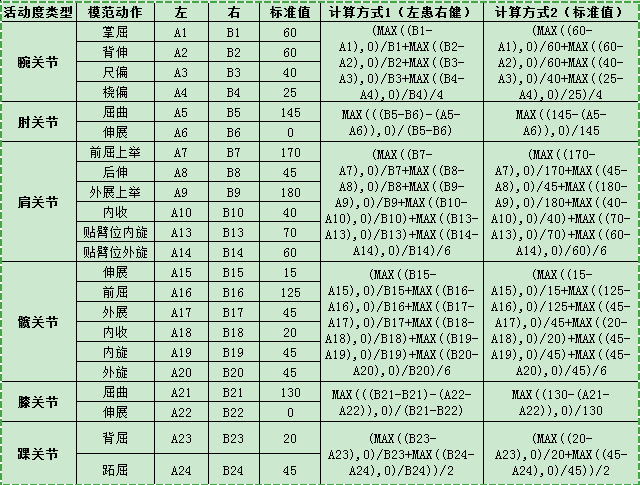 活动度类型 模范动作 左 右 标准值 计算方式1（左患右健） 计算方式2（标准值）
腕关节
掌屈 A1 B1 60
背伸 A2 B2 60
尺偏 A3 B3 40
桡偏 A4 B4 25
(MAX((B1-
A1),0)/B1+MAX((B2-
A2),0)/B2+MAX((B3-
A3),0)/B3+MAX((B4-
A4),0)/B4)/4
(MAX((60-
A1),0)/60+MAX((60-
A2),0)/60+MAX((40-
A3),0)/40+MAX((25-
A4),0)/25)/4
肘关节
屈曲 A5 B5 145
伸展 A6 B6 0
MAX(((B5-B6)-(A5-
A6)),0)/(B5-B6)
MAX((145-(A5-
A6)),0)/145
肩关节
前屈上举 A7 B7 170
后伸 A8 B8 45
外展上举 A9 B9 180
内收 A10 B10 40
贴臂位内旋 A13 B13 70
贴臂位外旋 A14 B14 60
(MAX((B7-
A7),0)/B7+MAX((B8-
A8),0)/B8+MAX((B9-
A9),0)/B9+MAX((B10-
A10),0)/B10)+MAX((B13-
A13),0)/B13)+MAX((B14-
A14),0)/B14)/6
(MAX((170-
A7),0)/170+MAX((45-
A8),0)/45+MAX((180-
A9),0)/180+MAX((40-
A10),0)/40)+MAX((70-
A13),0)/70)+MAX((60-
A14),0)/60)/6
髋关节
伸展 A15 B15 15
前屈 A16 B16 125
外展 A17 B17 45
内收 A18 B18 20
内旋 A19 B19 45
外旋 A20 B20 45
(MAX((B15-
A15),0)/B15+MAX((B16-
A16),0)/B16+MAX((B17-
A17),0)/B17+MAX((B18-
A18),0)/B18)+MAX((B19-
A19),0)/B19)+MAX((B20-
A20),0)/B20)/6
(MAX((15-
A15),0)/15+MAX((125-
A16),0)/125+MAX((45-
A17),0)/45+MAX((20-
A18),0)/20)+MAX((45-
A19),0)/45)+MAX((45-
A20),0)/45)/6
膝关节
屈曲 A21 B21 130
伸展 A22 B22 0
MAX(((B21-B21)-(A22-
A22)),0)/(B21-B22)
MAX((130-(A21-
A22)),0)/130
踝关节
背屈 A23 B23 20
跖屈 A24 B24 45
(MAX((B23-
A23),0)/B23+MAX((B24-
A24),0)/B24))/2
(MAX((20-
A23),0)/20+MAX((45-
A24),0)/45))/2